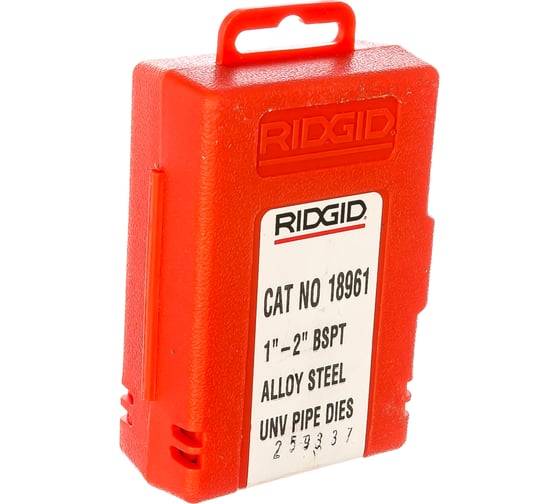 RIDGID
RIDGID
CAT NO 18961
1"-2" BSPT
ALLOY STEEL
UNV PIPE DIES
259337